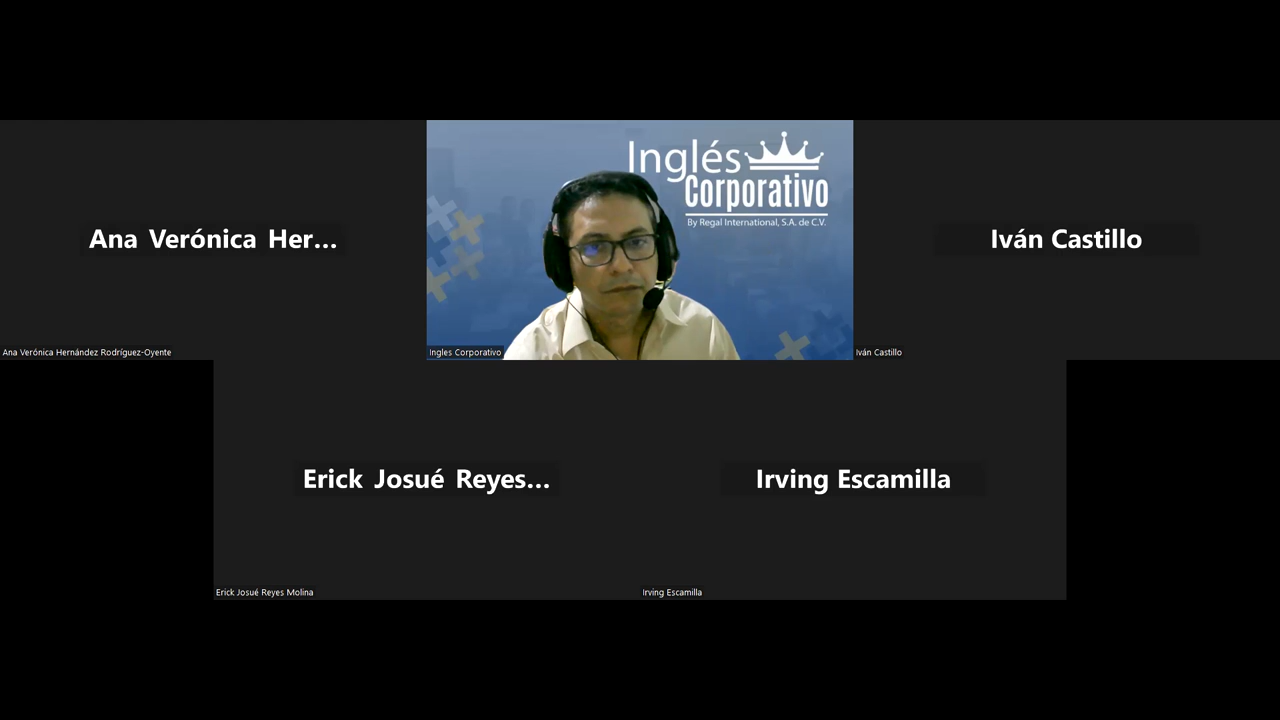 Ana Verónica Her...
Ana Verónica Hernández Rodríguez-Oyente
Inglés
Corporativo
By Regal International, S.A. de C.V.
Ingles Corporativo
Iván Castillo
Iván Castillo
Erick Josué Reyes...
Erick Josué Reyes Molina
Irving Escamilla
Irving Escamilla